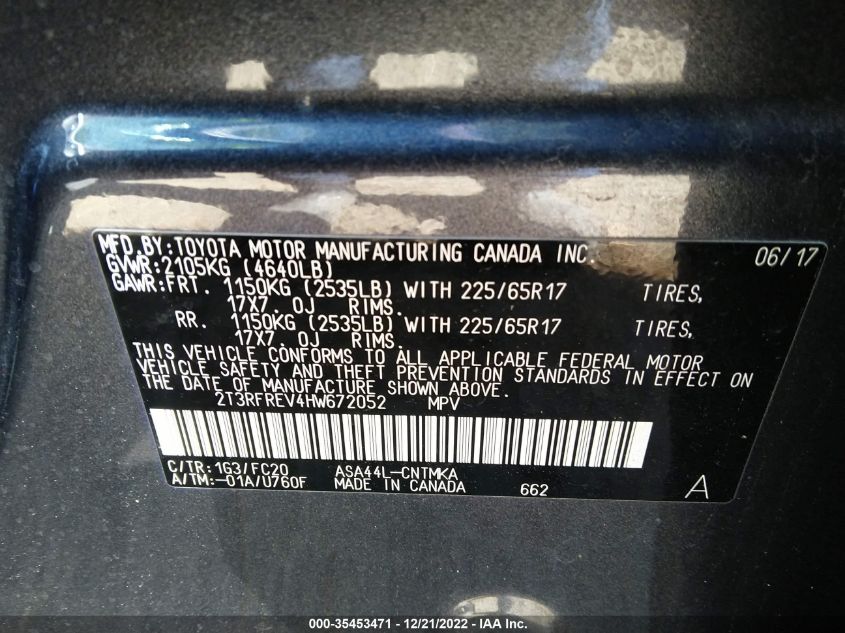 MFD. BY: TOYOTA MOTOR MANUFACTURING CANADA INC. 06/17
GVWR: 2105KG (4640LB)
GAWR: FRT. 1150KG (2535LB) WITH 225/65R17 TIRES,
17X7.0J RIMS.
RR. 1150KG (2535LB) WITH 225/65R17 TIRES,
17X7.0J RIMS.
THIS VEHICLE CONFORMS TO ALL APPLICABLE FEDERAL MOTOR
VEHICLE SAFETY AND THEFT PREVENTION STANDARDS IN EFFECT ON
THE DATE OF MANUFACTURE SHOWN ABOVE.
2T3RFREV4HW672052 MPV
C/TR: 1G3/FC20 ASA44L-CNTMKA
A/TM: -01A/U760F MADE IN CANADA 662 A
000-35453471 - 12/21/2022 - IAA Inc.